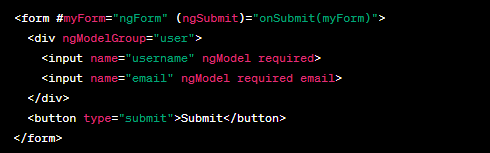 <form #myForm="ngForm" (ngSubmit)="onSubmit(myForm)">
  <div ngModelGroup="user">
    <input name="username" ngModel required>
    <input name="email" ngModel required email>
  </div>
  <button type="submit">Submit</button>
</form>